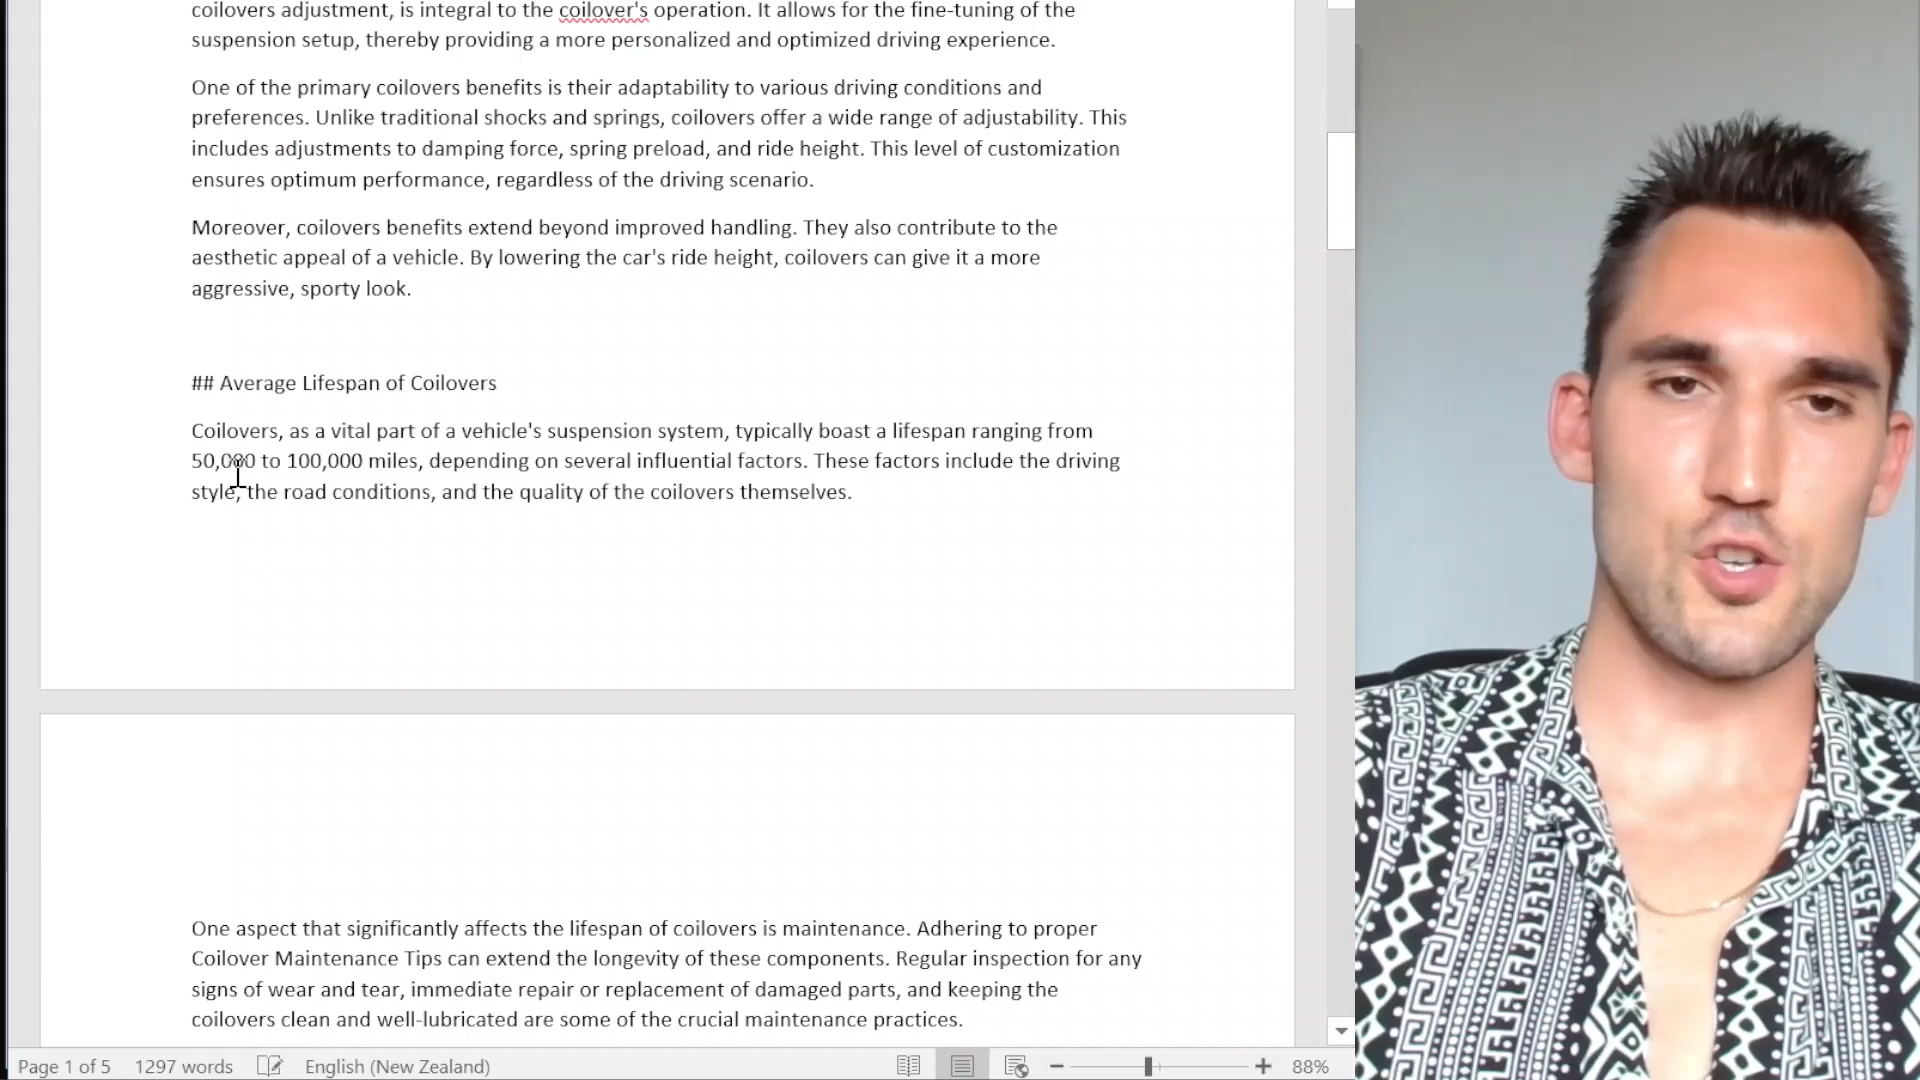 coilovers adjustment, is integral to the coilover's operation. It allows for the fine-tuning of the
suspension setup, thereby providing a more personalized and optimized driving experience.
One of the primary coilovers benefits is their adaptability to various driving conditions and
preferences. Unlike traditional shocks and springs, coilovers offer a wide range of adjustability. This
includes adjustments to damping force, spring preload, and ride height. This level of customization
ensures optimum performance, regardless of the driving scenario.
Moreover, coilovers benefits extend beyond improved handling. They also contribute to the
aesthetic appeal of a vehicle. By lowering the car's ride height, coilovers can give it a more
aggressive, sporty look.
## Average Lifespan of Coilovers
Coilovers, as a vital part of a vehicle's suspension system, typically boast a lifespan ranging from
50,000 to 100,000 miles, depending on several influential factors. These factors include the driving
style, the road conditions, and the quality of the coilovers themselves.
One aspect that significantly affects the lifespan of coilovers is maintenance. Adhering to proper
Coilover Maintenance Tips can extend the longevity of these components. Regular inspection for any
signs of wear and tear, immediate repair or replacement of damaged parts, and keeping the
coilovers clean and well-lubricated are some of the crucial maintenance practices.
Page 1 of 5 1297 words English (New Zealand) 88%